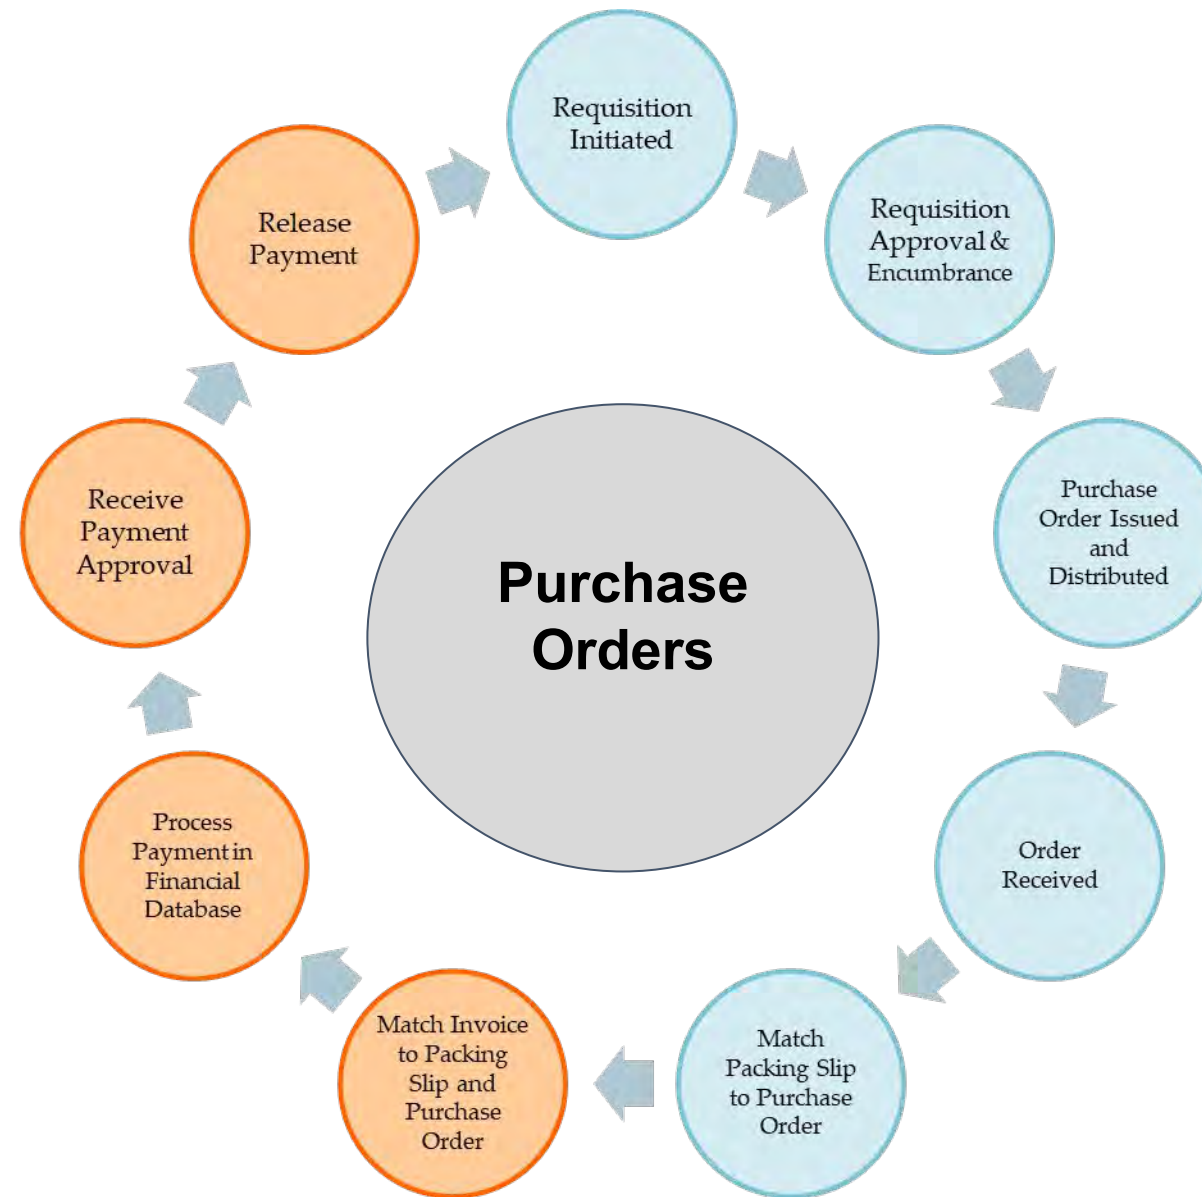 Requisition
Initiated
Requisition
Approval &
Encumbrance
Purchase
Order Issued
and
Distributed
Order
Received
Match
Packing Slip
to Purchase
Order
Match Invoice
to Packing
Slip and
Purchase
Order
Process
Payment in
Financial
Database
Receive
Payment
Approval
Release
Payment
Purchase
Orders